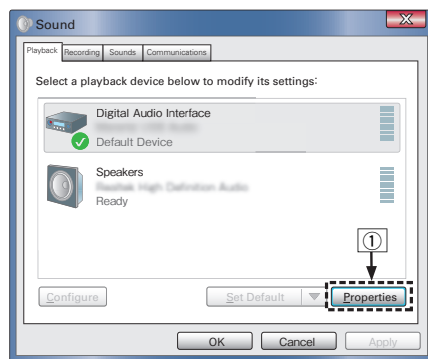 Sound
Playback Recording Sounds Communications
Select a playback device below to modify its settings:
Digital Audio Interface
Default Device
Speakers
Realtek High Definition Audio
Ready
①
Configure Set Default Properties
OK Cancel Apply